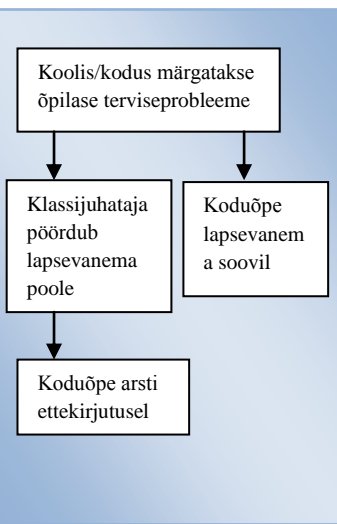 Koolis/kodus märgatakse
õpilase terviseprobleeme
Klassijuhataja
pöördub
lapsevanema
poole
Koduõpe
lapsevanem
a soovil
Koduõpe arsti
ettekirjutusel